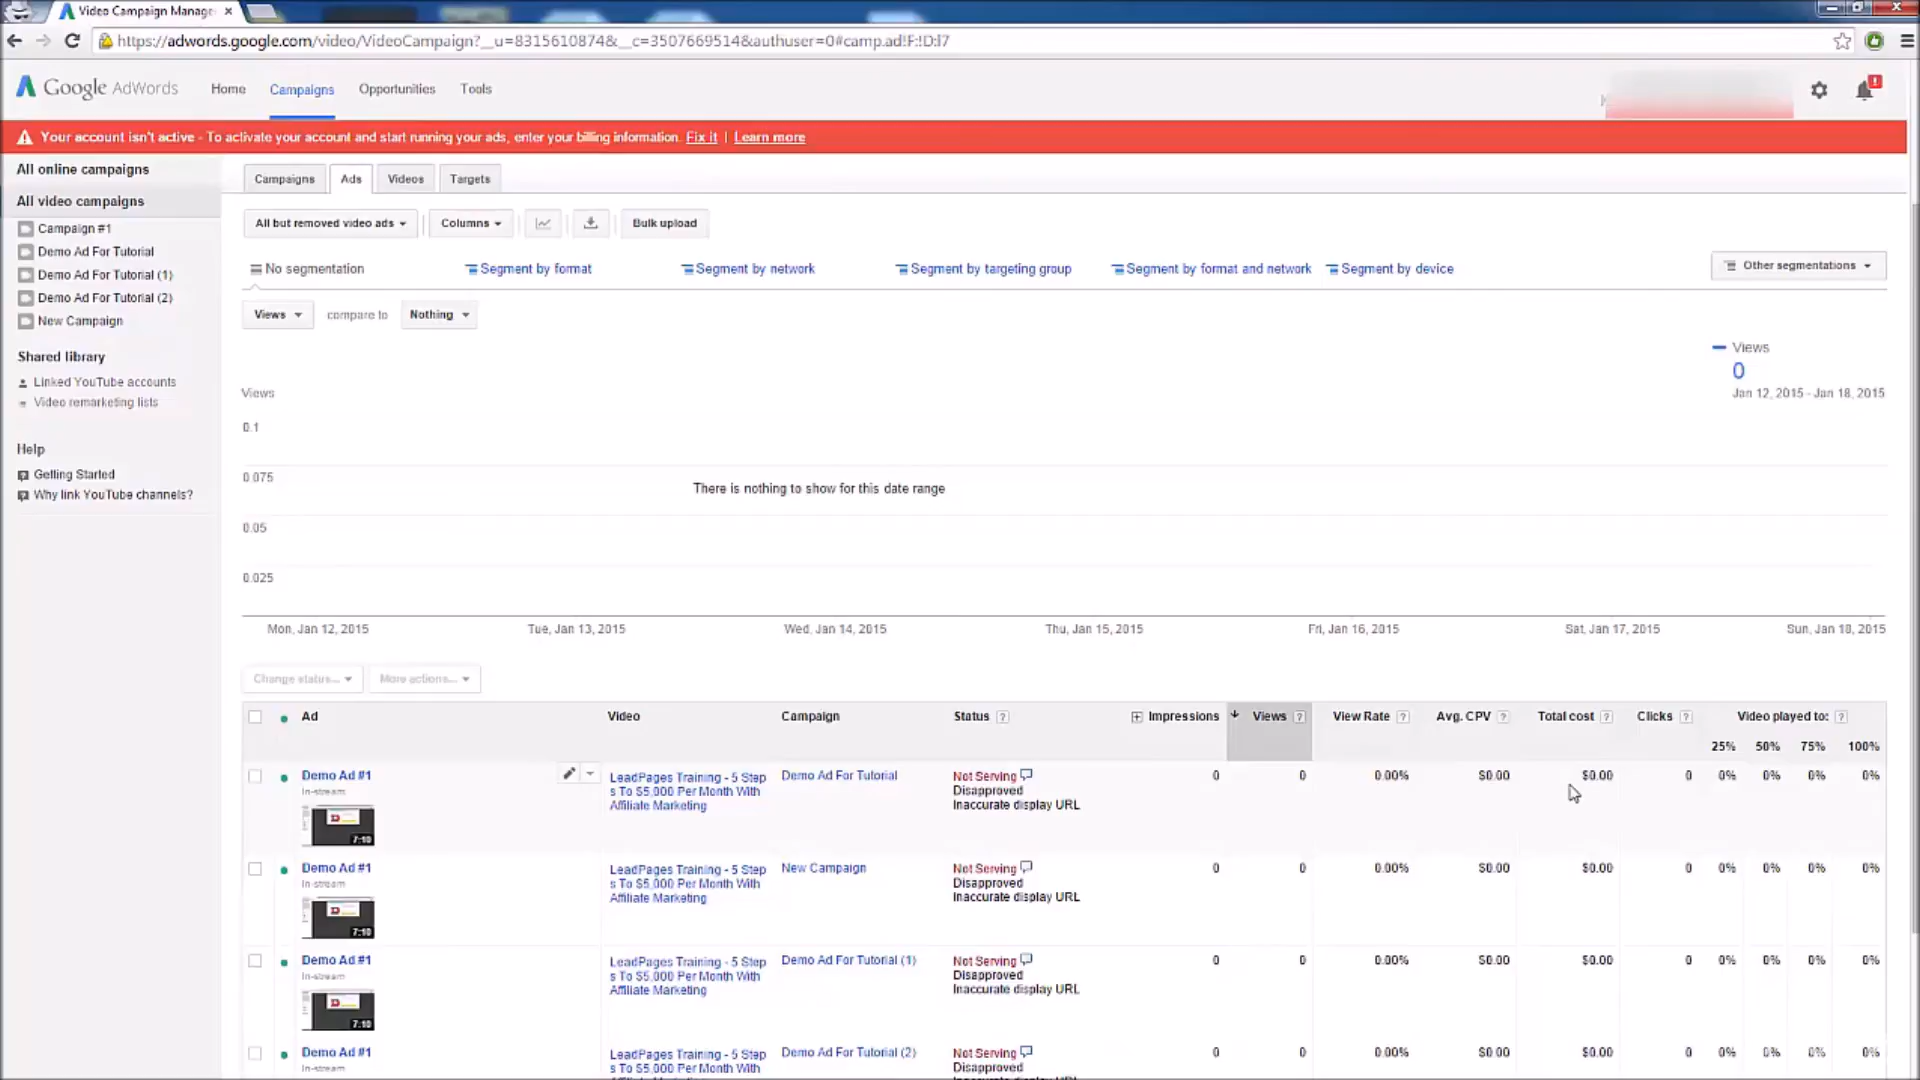 Video Campaign Manage
https://adwords.google.com/video/VideoCampaign?__u=8315610874&__c=3507669514&authuser=0#camp.ad!F:!D:l7
Google AdWords Home Campaigns Opportunities Tools
Your account isn't active - To activate your account and start running your ads, enter your billing information. Fix it | Learn more
All online campaigns
All video campaigns
Campaign #1
Demo Ad For Tutorial
Demo Ad For Tutorial (1)
Demo Ad For Tutorial (2)
New Campaign
Shared library
Linked YouTube accounts
Video remarketing lists
Help
Getting Started
Why link YouTube channels?
Campaigns Ads Videos Targets
All but removed video ads Columns Bulk upload
No segmentation Segment by format Segment by network Segment by targeting group Segment by format and network Segment by device Other segmentations
Views compare to Nothing
Views
0
Jan 12, 2015 - Jan 18, 2015
Views
0.1
0.075
There is nothing to show for this date range
0.05
0.025
Mon, Jan 12, 2015 Tue, Jan 13, 2015 Wed, Jan 14, 2015 Thu, Jan 15, 2015 Fri, Jan 16, 2015 Sat, Jan 17, 2015 Sun, Jan 18, 2015
Change status... More actions...
Ad Video Campaign Status ? Impressions Views ? View Rate ? Avg. CPV ? Total cost ? Clicks ? Video played to: ?
25% 50% 75% 100%
Demo Ad #1 LeadPages Training - 5 Step Demo Ad For Tutorial Not Serving 0 0 0.00% $0.00 $0.00 0 0% 0% 0% 0%
In-stream s To $5,000 Per Month With Disapproved
Affiliate Marketing Inaccurate display URL
7:10
Demo Ad #1 LeadPages Training - 5 Step New Campaign Not Serving 0 0 0.00% $0.00 $0.00 0 0% 0% 0% 0%
In-stream s To $5,000 Per Month With Disapproved
Affiliate Marketing Inaccurate display URL
7:10
Demo Ad #1 LeadPages Training - 5 Step Demo Ad For Tutorial (1) Not Serving 0 0 0.00% $0.00 $0.00 0 0% 0% 0% 0%
In-stream s To $5,000 Per Month With Disapproved
Affiliate Marketing Inaccurate display URL
7:10
Demo Ad #1 LeadPages Training - 5 Step Demo Ad For Tutorial (2) Not Serving 0 0 0.00% $0.00 $0.00 0 0% 0% 0% 0%
In-stream s To $5,000 Per Month With Disapproved